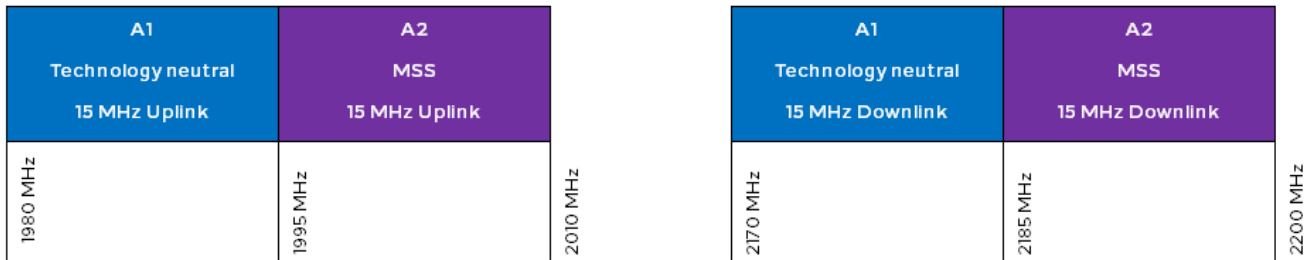 A1
Technology neutral
15 MHz Uplink
A2
MSS
15 MHz Uplink
1980 MHz
1995 MHz
2010 MHz
A1
Technology neutral
15 MHz Downlink
A2
MSS
15 MHz Downlink
2170 MHz
2185 MHz
2200 MHz